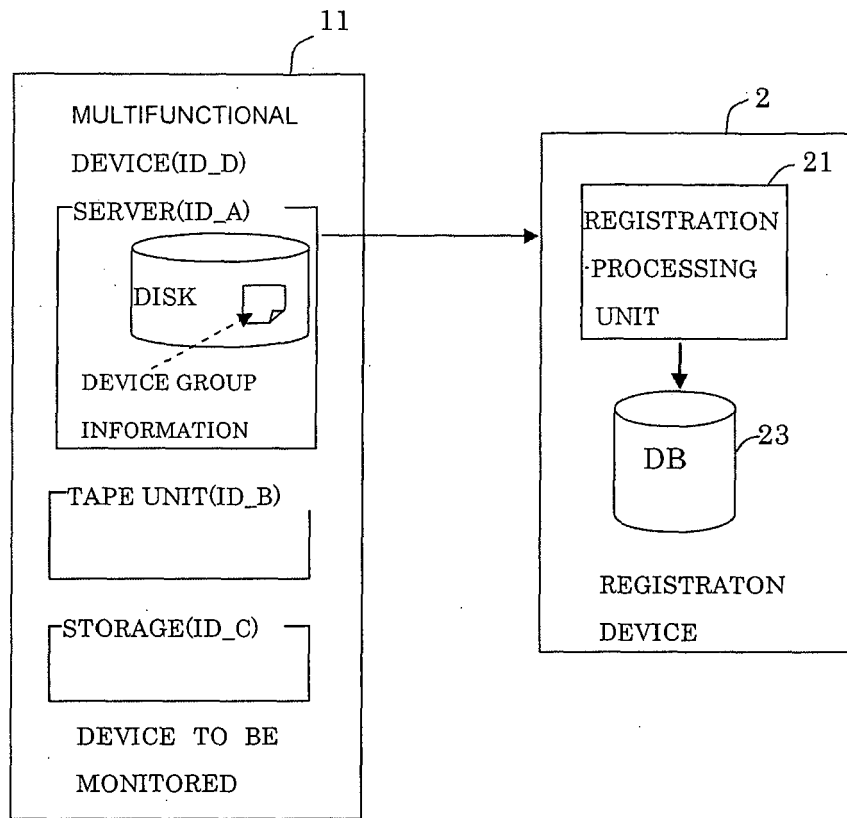 11
MULTIFUNCTIONAL
DEVICE(ID_D)
SERVER(ID_A)
DISK
DEVICE GROUP
INFORMATION
TAPE UNIT(ID_B)
STORAGE(ID_C)
DEVICE TO BE
MONITORED
2
21
REGISTRATION
PROCESSING
UNIT
DB
23
REGISTRATON
DEVICE